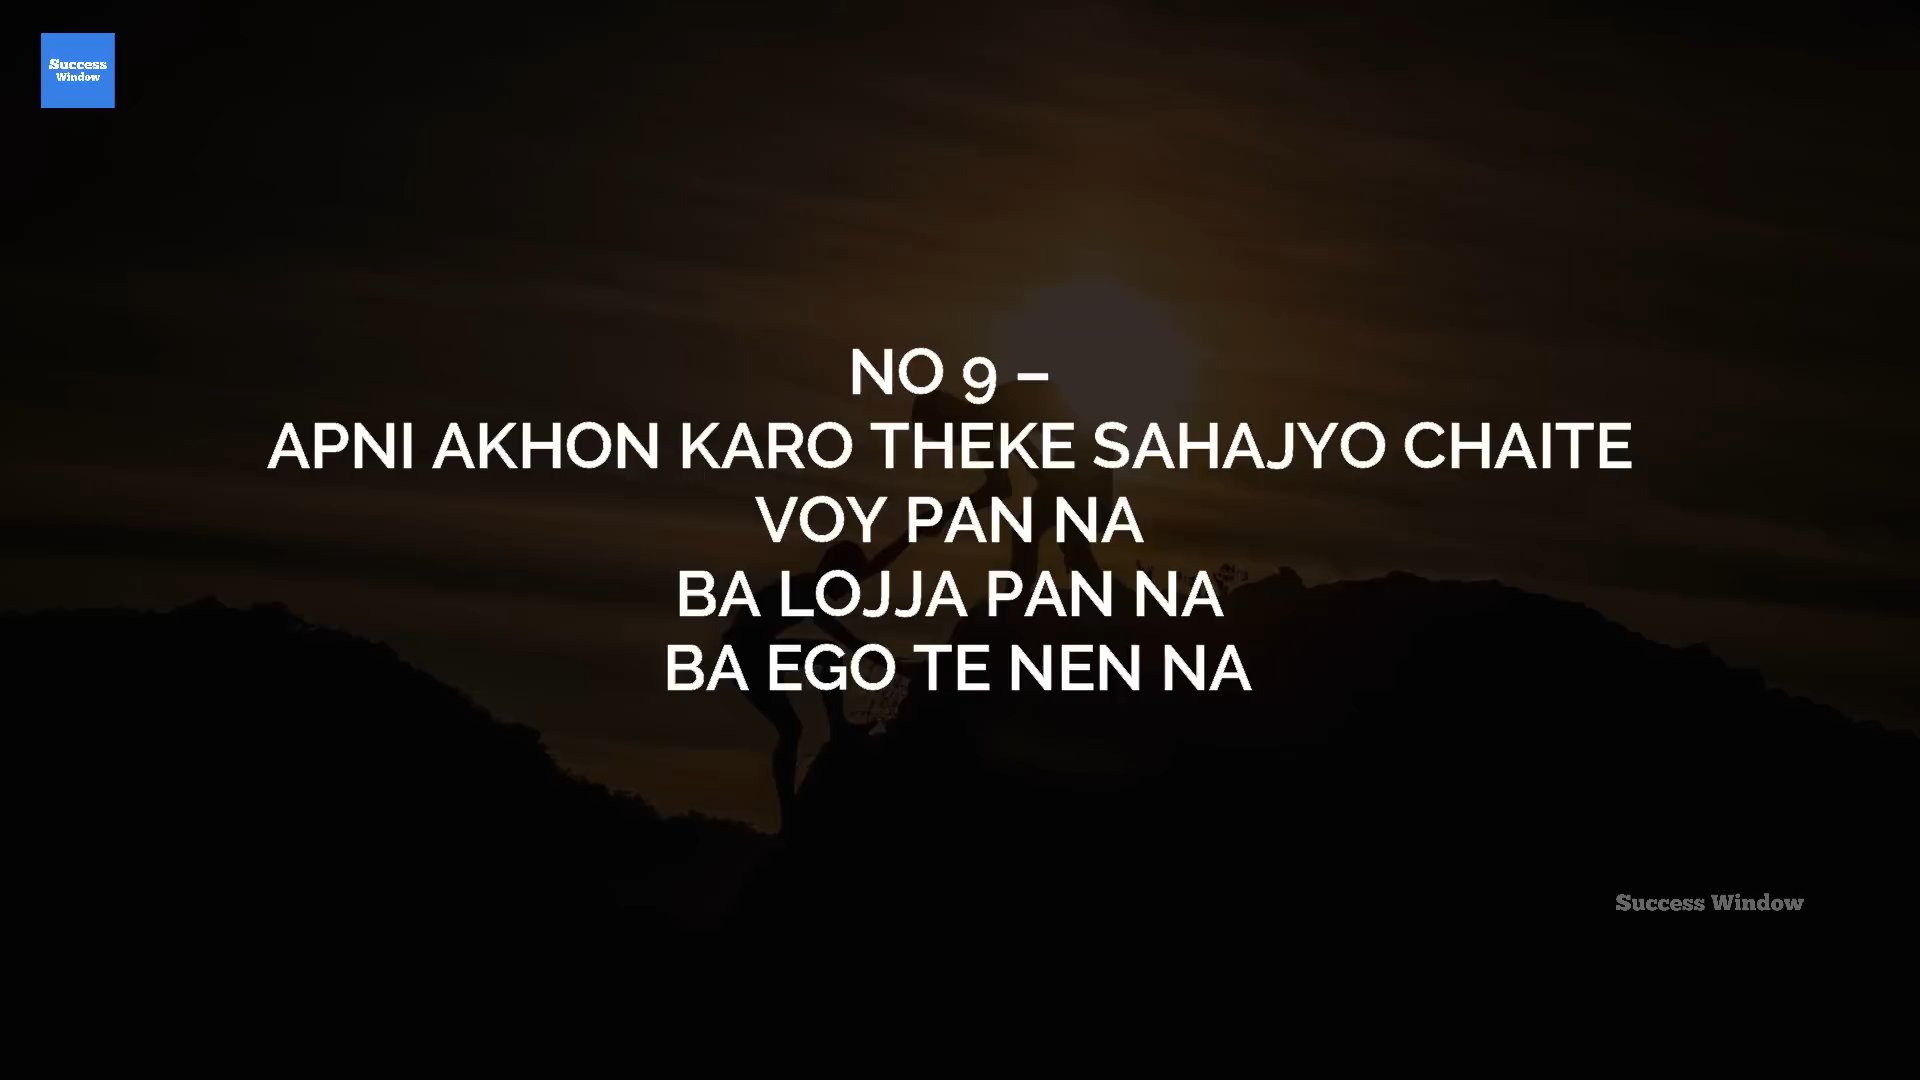 Success
Window
NO 9 –
APNI AKHON KARO THEKE SAHAJYO CHAITE
VOY PAN NA
BA LOJJA PAN NA
BA EGO TE NEN NA
Success Window